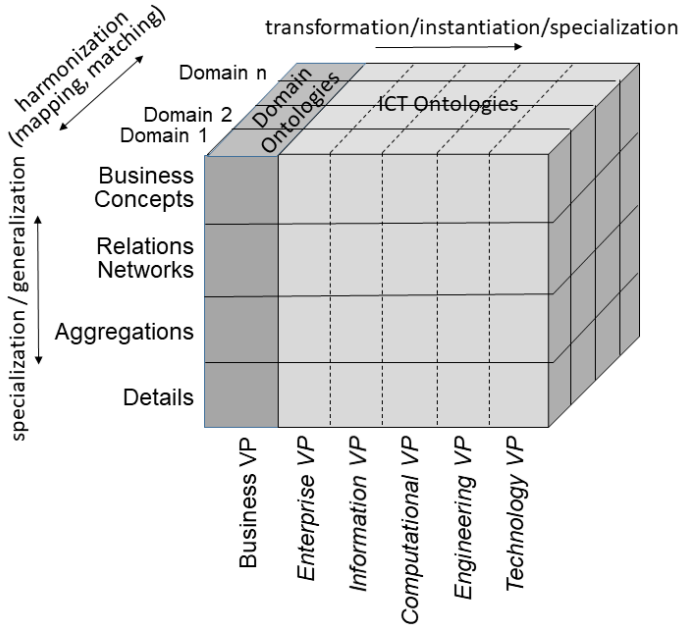 transformation/instantiation/specialization
harmonization
(mapping, matching)
Domain n
Domain 2
Domain 1
Domain
Ontologies
ICT Ontologies
specialization / generalization
Business
Concepts
Relations
Networks
Aggregations
Details
Business VP
Enterprise VP
Information VP
Computational VP
Engineering VP
Technology VP